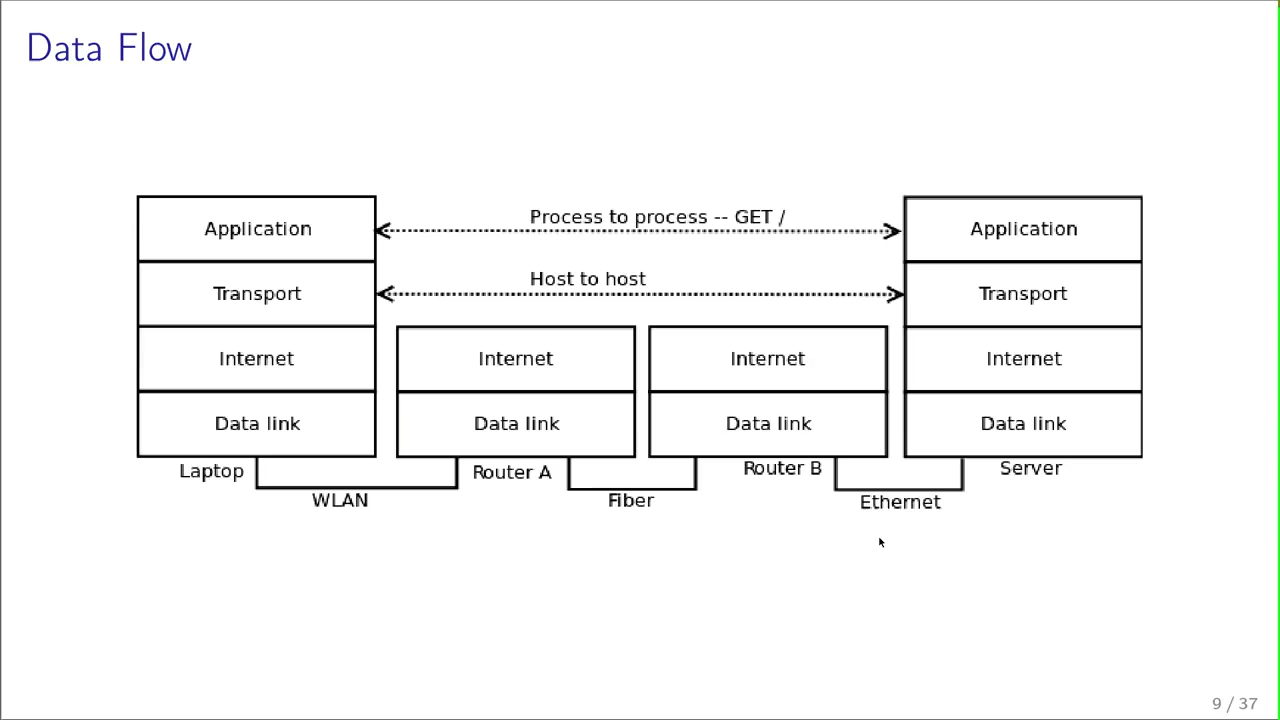 Data Flow
Application
Process to process -- GET /
Application
Transport
Host to host
Transport
Internet
Internet
Internet
Internet
Data link
Data link
Data link
Data link
Laptop
Router A
Router B
Server
WLAN
Fiber
Ethernet
9 / 37